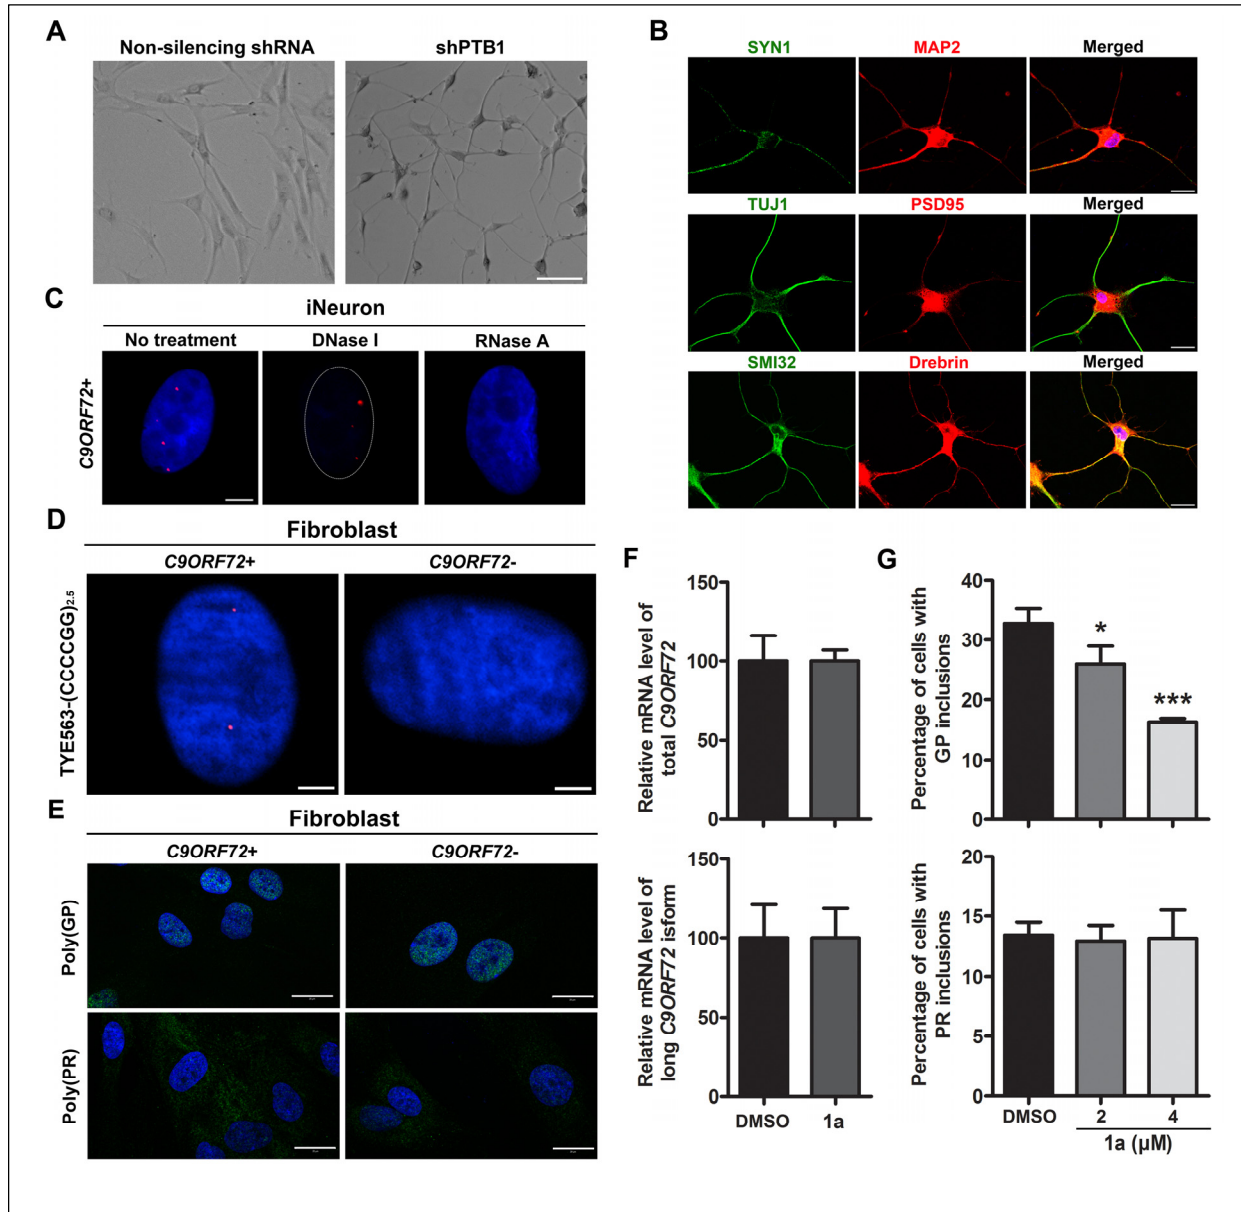 A
Non-silencing shRNA
shPTB1
B
SYN1
MAP2
Merged
TUJ1
PSD95
Merged
SMI32
Drebrin
Merged
C
iNeuron
No treatment
DNase I
RNase A
C9ORF72+
D
Fibroblast
C9ORF72+
C9ORF72-
TYE563-(CCCCGG)2.5
E
Fibroblast
C9ORF72+
C9ORF72-
Poly(GP)
Poly(PR)
F
Relative mRNA level of
total C9ORF72
150
100
50
0
Relative mRNA level of
long C9ORF72 isform
150
100
50
0
DMSO
1a
G
Percentage of cells with
GP inclusions
40
30
20
10
0
*
***
Percentage of cells with
PR inclusions
20
15
10
5
0
DMSO
2
4
1a (µM)